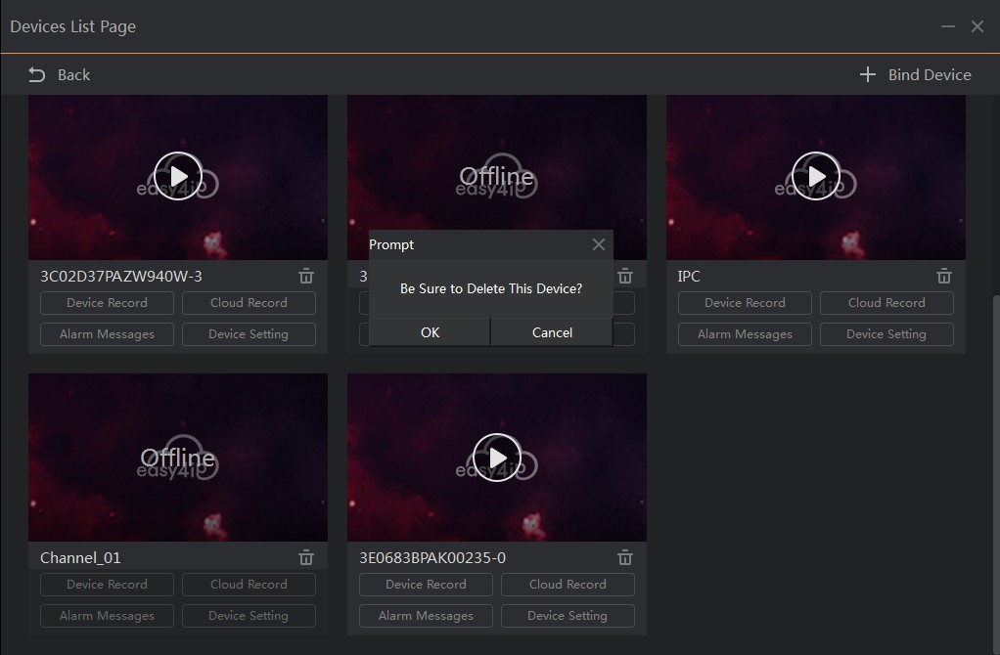 Devices List Page
Back
Bind Device
easy4ip
Offline
easy4ip
easy4ip
Prompt
Be Sure to Delete This Device?
OK
Cancel
3C02D37PAZW940W-3
3
IPC
Device Record
Cloud Record
Device Record
Cloud Record
Alarm Messages
Device Setting
Alarm Messages
Device Setting
Offline
easy4ip
easy4ip
Channel_01
3E0683BPAK00235-0
Device Record
Cloud Record
Device Record
Cloud Record
Alarm Messages
Device Setting
Alarm Messages
Device Setting